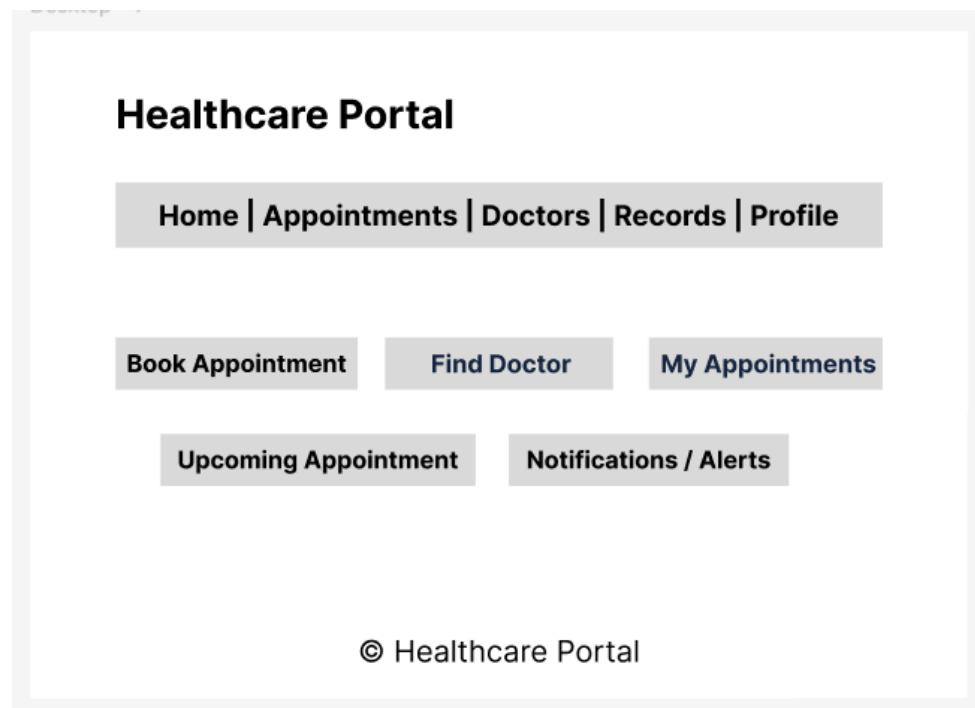 Healthcare Portal
Home | Appointments | Doctors | Records | Profile
Book Appointment Find Doctor My Appointments
Upcoming Appointment Notifications / Alerts
© Healthcare Portal